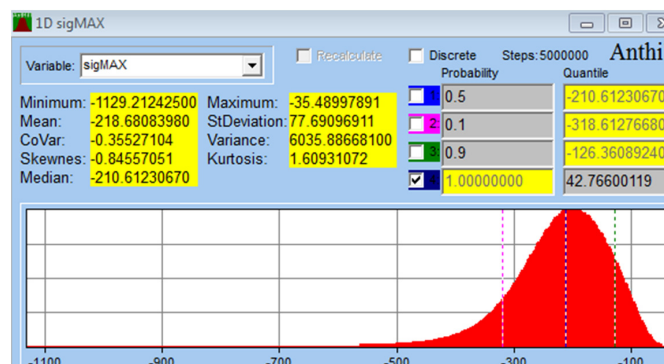 1D sigMAX
Variable: sigMAX
Recalculate
Discrete Steps:5000000 Anthi
Probability Quantile
Minimum: -1129.21242500 Maximum: -35.48997891
Mean: -218.68083980 StDeviation: 77.69096911
CoVar: -0.35527104 Variance: 6035.88668100
Skewnes: -0.84557051 Kurtosis: 1.60931072
Median: -210.61230670
1 0.5 -210.61230670
2 0.1 -318.61276680
3 0.9 -126.36089240
1.00000000 42.76600119
-1100 -900 -700 -500 -300 -100